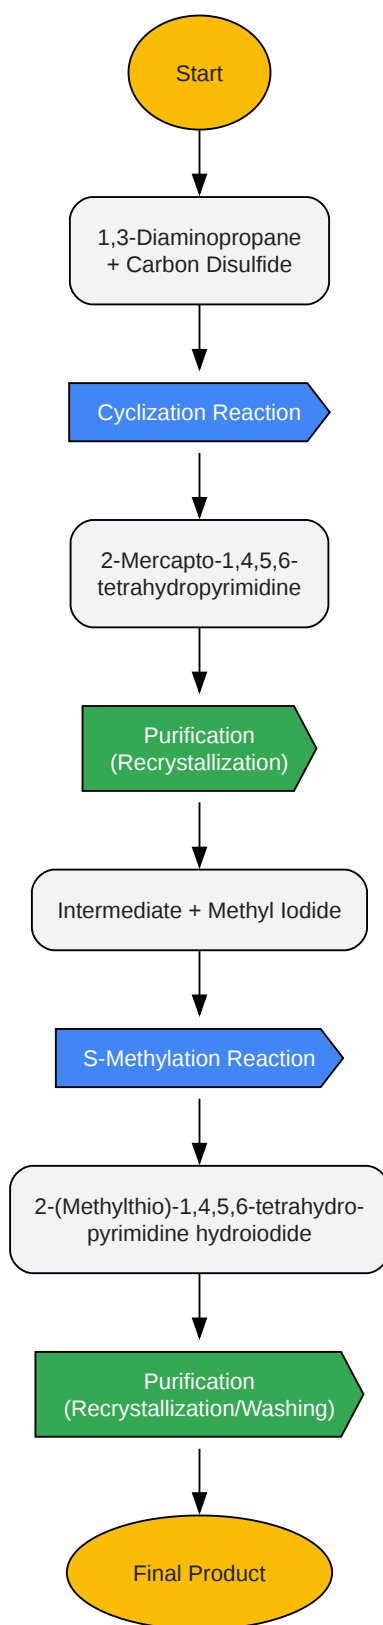 Start
1,3-Diaminopropane
+ Carbon Disulfide
Cyclization Reaction
2-Mercapto-1,4,5,6-
tetrahydropyrimidine
Purification
(Recrystallization)
Intermediate + Methyl Iodide
S-Methylation Reaction
2-(Methylthio)-1,4,5,6-tetrahydro-
pyrimidine hydroiodide
Purification
(Recrystallization/Washing)
Final Product